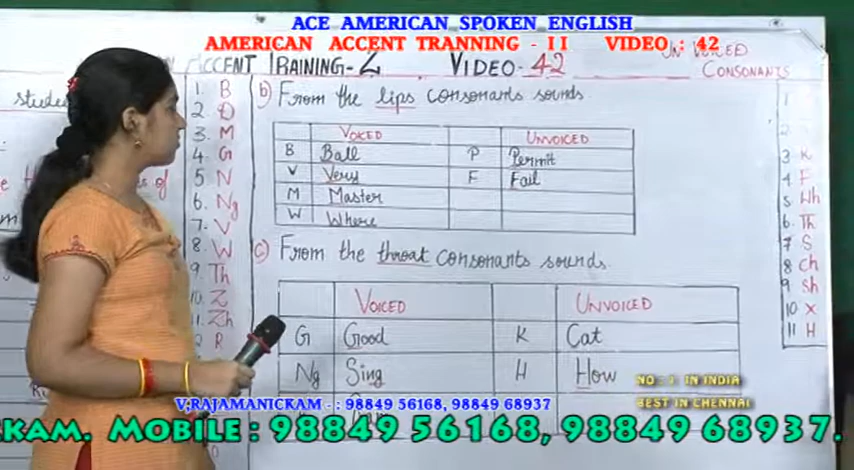 ACE AMERICAN SPOKEN ENGLISH
AMERICAN ACCENT TRANNING - II VIDEO : 42
ACCENT TRAINING-2 VIDEO-42
UN VOICED
CONSONANTS
b) From the lips consonants sounds
VOICED UNVOICED
B Ball P Permit
V Very F Fail
M Master
W Where
c) From the throat consonants sounds.
VOICED UNVOICED
G Good K Cat
Ng Sing H How
1. B
2. D
3. M
4. G
5. N
6. Ng
7. V
8. W
9. Th
10. Z
11. Zh
R
1
2
3 K
4 F
5 Wh
6 Th
7 S
8 Ch
9 Sh
10 X
11 H
NO : 1 IN INDIA
BEST IN CHENNAI
V,RAJAMANICKAM : 98849 56168, 98849 68937
KAM. MOBILE : 98849 56168, 98849 68937.